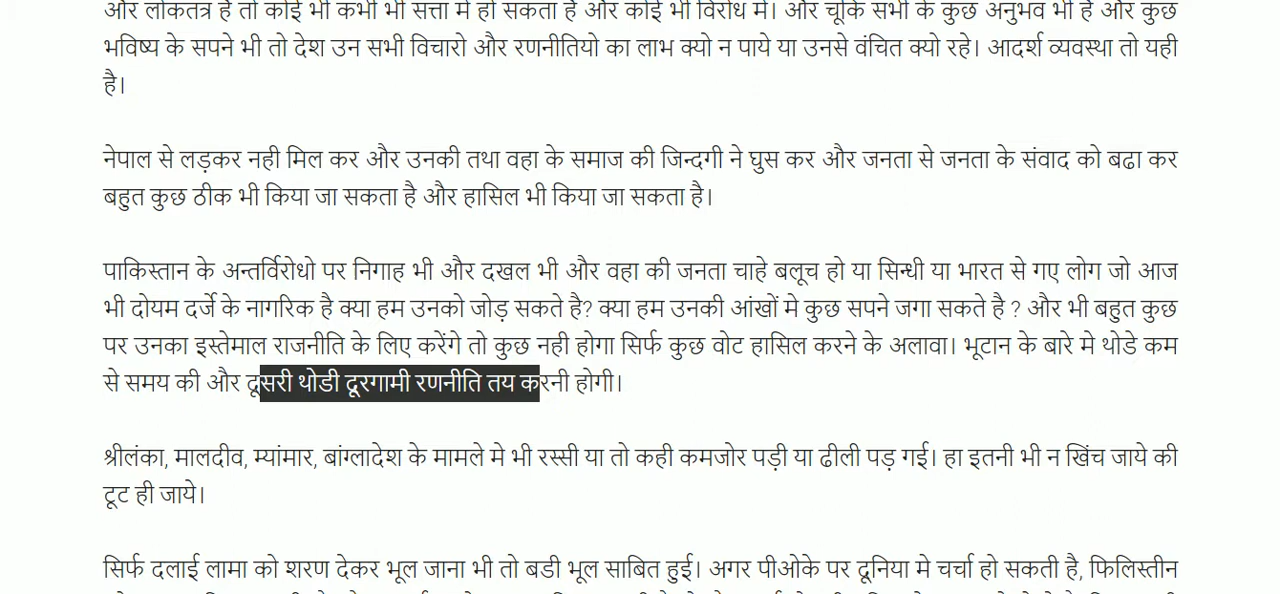 और लोकतंत्र है तो कोई भी कभी भी सत्ता मे हो सकता है और कोई भी विरोध मे। और चूंकि सभी के कुछ अनुभव भी है और कुछ
भविष्य के सपने भी तो देश उन सभी विचारो और रणनीतियो का लाभ क्यो न पाये या उनसे वंचित क्यो रहे। आदर्श व्यवस्था तो यही
है।
नेपाल से लड़कर नही मिल कर और उनकी तथा वहा के समाज की जिन्दगी ने घुस कर और जनता से जनता के संवाद को बढा कर
बहुत कुछ ठीक भी किया जा सकता है और हासिल भी किया जा सकता है।
पाकिस्तान के अन्तर्विरोधो पर निगाह भी और दखल भी और वहा की जनता चाहे बलूच हो या सिन्धी या भारत से गए लोग जो आज
भी दोयम दर्जे के नागरिक है क्या हम उनको जोड़ सकते है? क्या हम उनकी आंखों मे कुछ सपने जगा सकते है ? और भी बहुत कुछ
पर उनका इस्तेमाल राजनीति के लिए करेंगे तो कुछ नही होगा सिर्फ कुछ वोट हासिल करने के अलावा। भूटान के बारे मे थोडे कम
से समय की और दूसरी थोडी दूरगामी रणनीति तय करनी होगी।
श्रीलंका, मालदीव, म्यांमार, बांग्लादेश के मामले मे भी रस्सी या तो कही कमजोर पड़ी या ढीली पड़ गई। हा इतनी भी न खिंच जाये की
टूट ही जाये।
सिर्फ दलाई लामा को शरण देकर भूल जाना भी तो बडी भूल साबित हुई। अगर पीओके पर दूनिया मे चर्चा हो सकती है, फिलिस्तीन